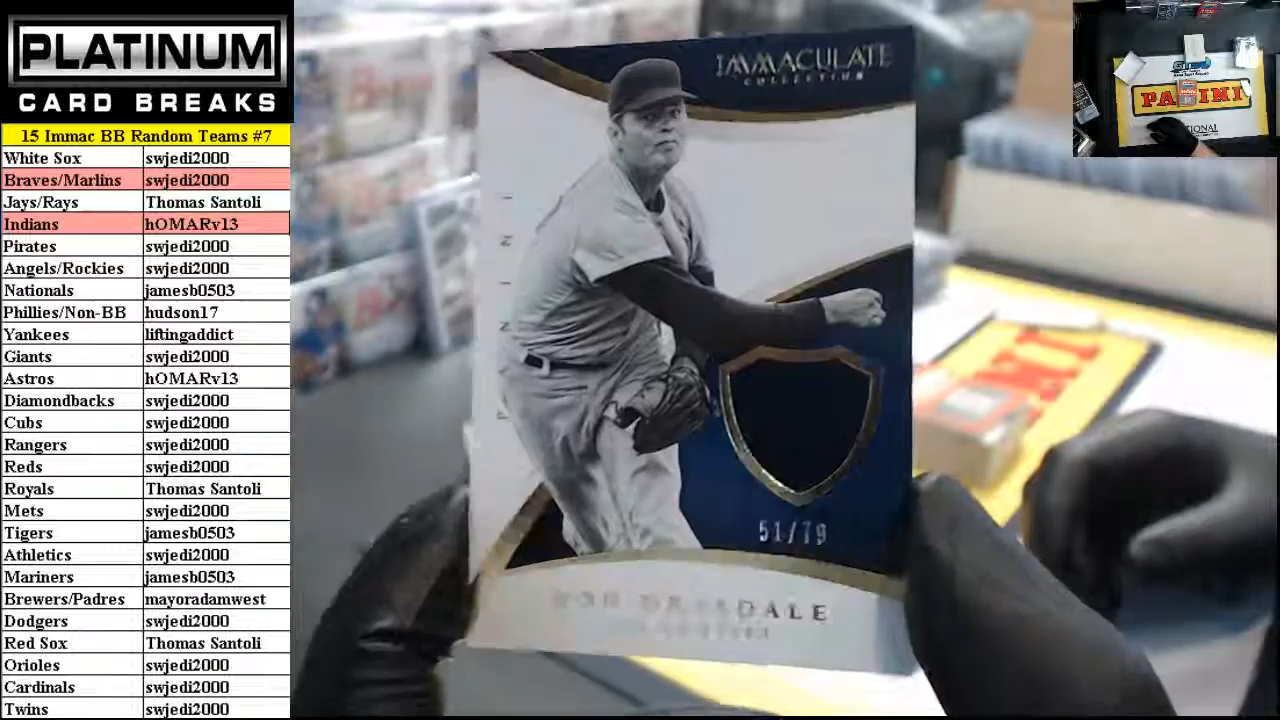 PLATINUM
CARD BREAKS
15 Immac BB Random Teams #7
White Sox swjedi2000
Braves/Marlins swjedi2000
Jays/Rays Thomas Santoli
Indians hOMARv13
Pirates swjedi2000
Angels/Rockies swjedi2000
Nationals jamesb0503
Phillies/Non-BB hudson17
Yankees liftingaddict
Giants swjedi2000
Astros hOMARv13
Diamondbacks swjedi2000
Cubs swjedi2000
Rangers swjedi2000
Reds swjedi2000
Royals Thomas Santoli
Mets swjedi2000
Tigers jamesb0503
Athletics swjedi2000
Mariners jamesb0503
Brewers/Padres mayoradamwest
Dodgers swjedi2000
Red Sox Thomas Santoli
Orioles swjedi2000
Cardinals swjedi2000
Twins swjedi2000
IMMACULATE
COLLECTION
PANINI
51/79
DON DRYSDALE
PANINI